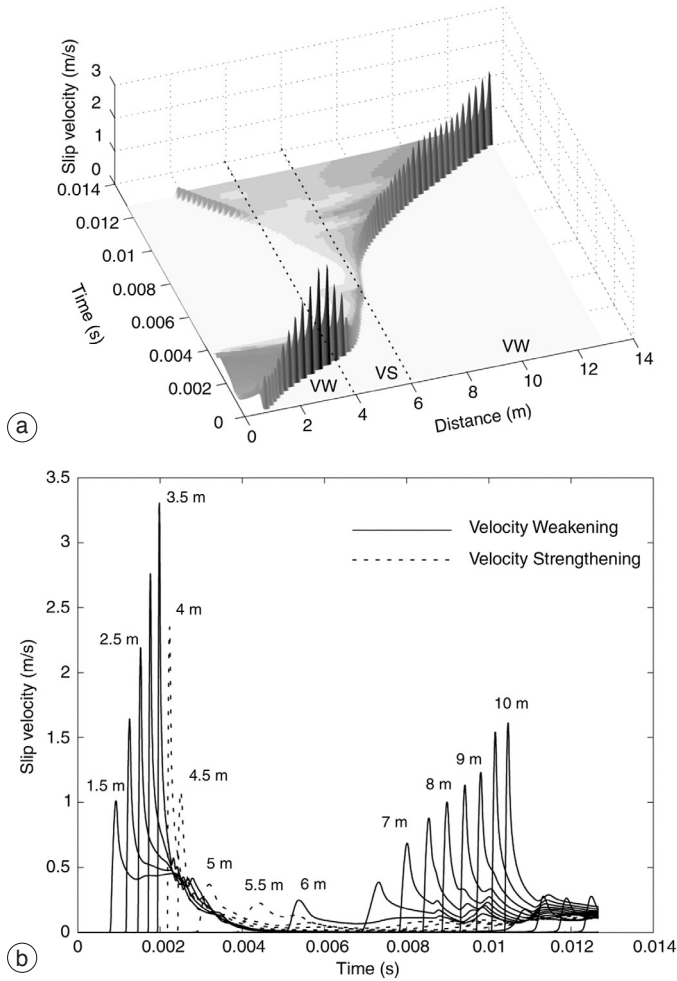 3
2
1
0
Slip velocity (m/s)
0.014
0.012
0.01
0.008
0.006
0.004
0.002
0
Time (s)
VW
VS
VW
0
2
4
6
8
10
12
14
Distance (m)
a
3.5
3
2.5
2
1.5
1
0.5
0
Slip velocity (m/s)
3.5 m
Velocity Weakening
Velocity Strengthening
4 m
2.5 m
10 m
1.5 m
4.5 m
9 m
8 m
7 m
5 m
5.5 m
6 m
0
0.002
0.004
0.006
0.008
0.01
0.012
0.014
Time (s)
b